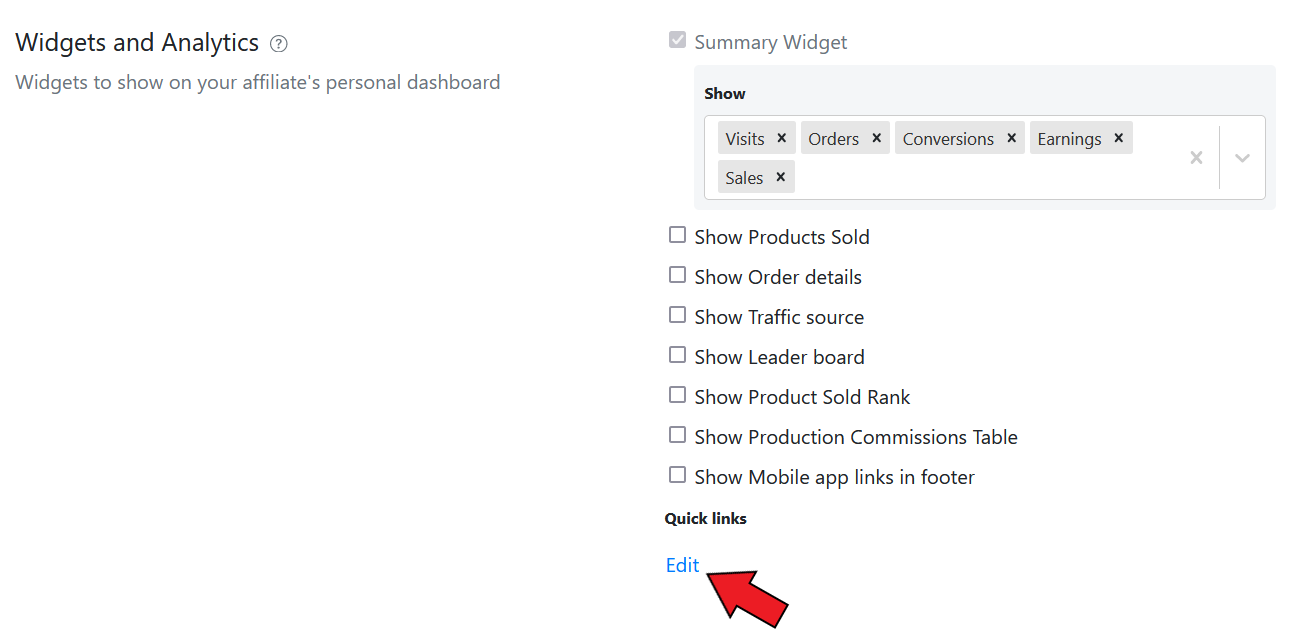 Widgets and Analytics ?
Widgets to show on your affiliate's personal dashboard
Summary Widget
Show
Visits × Orders × Conversions × Earnings ×
Sales ×
Show Products Sold
Show Order details
Show Traffic source
Show Leader board
Show Product Sold Rank
Show Production Commissions Table
Show Mobile app links in footer
Quick links
Edit